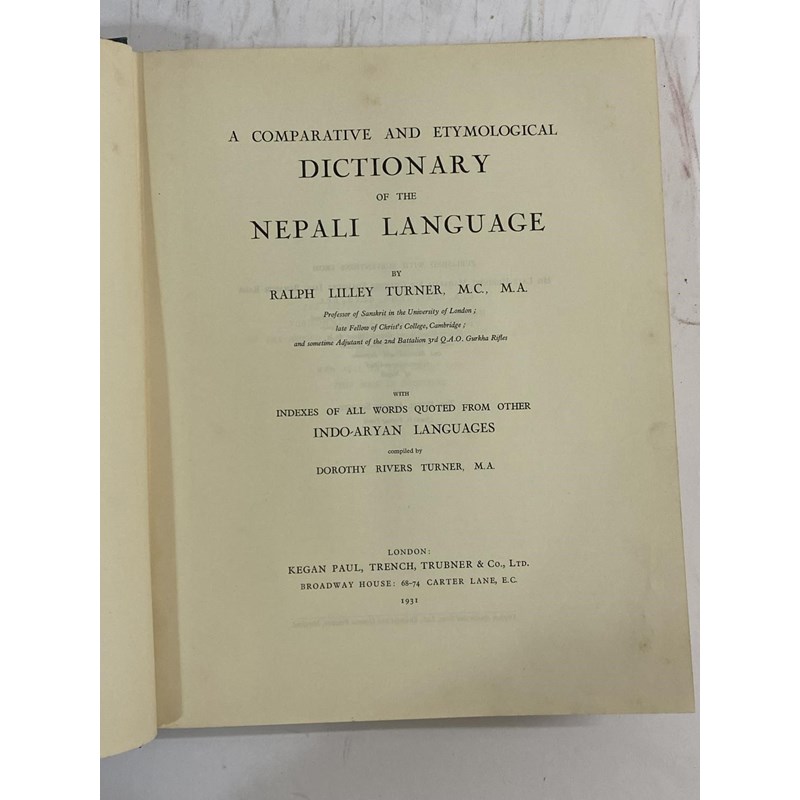 A COMPARATIVE AND ETYMOLOGICAL
DICTIONARY
OF THE
NEPALI LANGUAGE
BY
RALPH LILLEY TURNER, M.C., M.A.
Professor of Sanskrit in the University of London ;
late Fellow of Christ's College, Cambridge ;
and sometime Adjutant of the 2nd Battalion 3rd Q.A.O. Gurkha Rifles
WITH
INDEXES OF ALL WORDS QUOTED FROM OTHER
INDO-ARYAN LANGUAGES
compiled by
DOROTHY RIVERS TURNER, M.A.
LONDON:
KEGAN PAUL, TRENCH, TRUBNER & Co., LTD.
BROADWAY HOUSE: 68-74 CARTER LANE, E.C.
1931